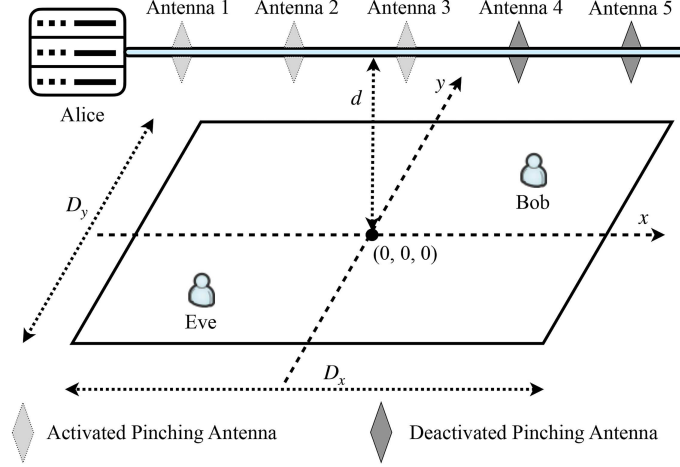 Antenna 1 Antenna 2 Antenna 3 Antenna 4 Antenna 5
Alice
d
y
Bob
D_y
x
(0, 0, 0)
Eve
D_x
Activated Pinching Antenna Deactivated Pinching Antenna